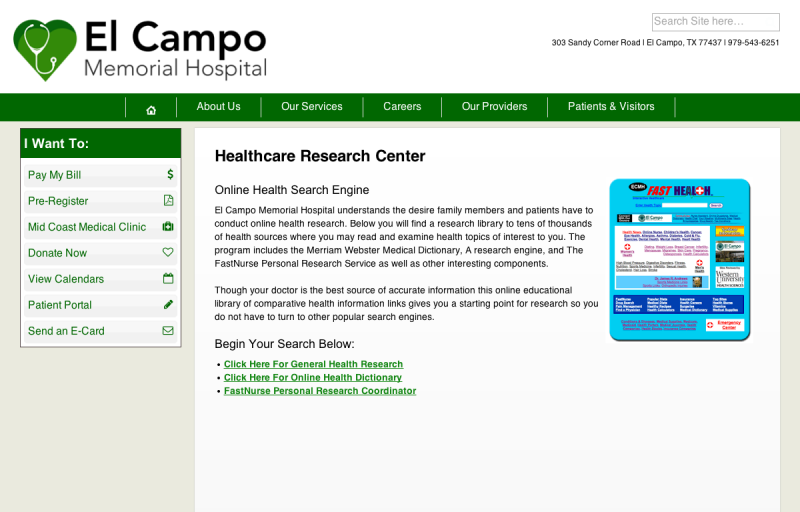 El Campo
Memorial Hospital
Search Site here...
303 Sandy Corner Road | El Campo, TX 77437 | 979-543-6251
About Us
Our Services
Careers
Our Providers
Patients & Visitors
I Want To:
Pay My Bill
Pre-Register
Mid Coast Medical Clinic
Donate Now
View Calendars
Patient Portal
Send an E-Card
Healthcare Research Center
Online Health Search Engine
El Campo Memorial Hospital understands the desire family members and patients have to
conduct online health research. Below you will find a research library to tens of thousands
of health sources where you may read and examine health topics of interest to you. The
program includes the Merriam Webster Medical Dictionary, A research engine, and The
FastNurse Personal Research Service as well as other interesting components.
Though your doctor is the best source of accurate information this online educational
library of comparative health information links gives you a starting point for research so you
do not have to turn to other popular search engines.
Begin Your Search Below:
Click Here For General Health Research
Click Here For Online Health Dictionary
FastNurse Personal Research Coordinator
ECMH
FAST HEALTH
El Campo
Western
University
HEALTH SCIENCES
Emergency
Center